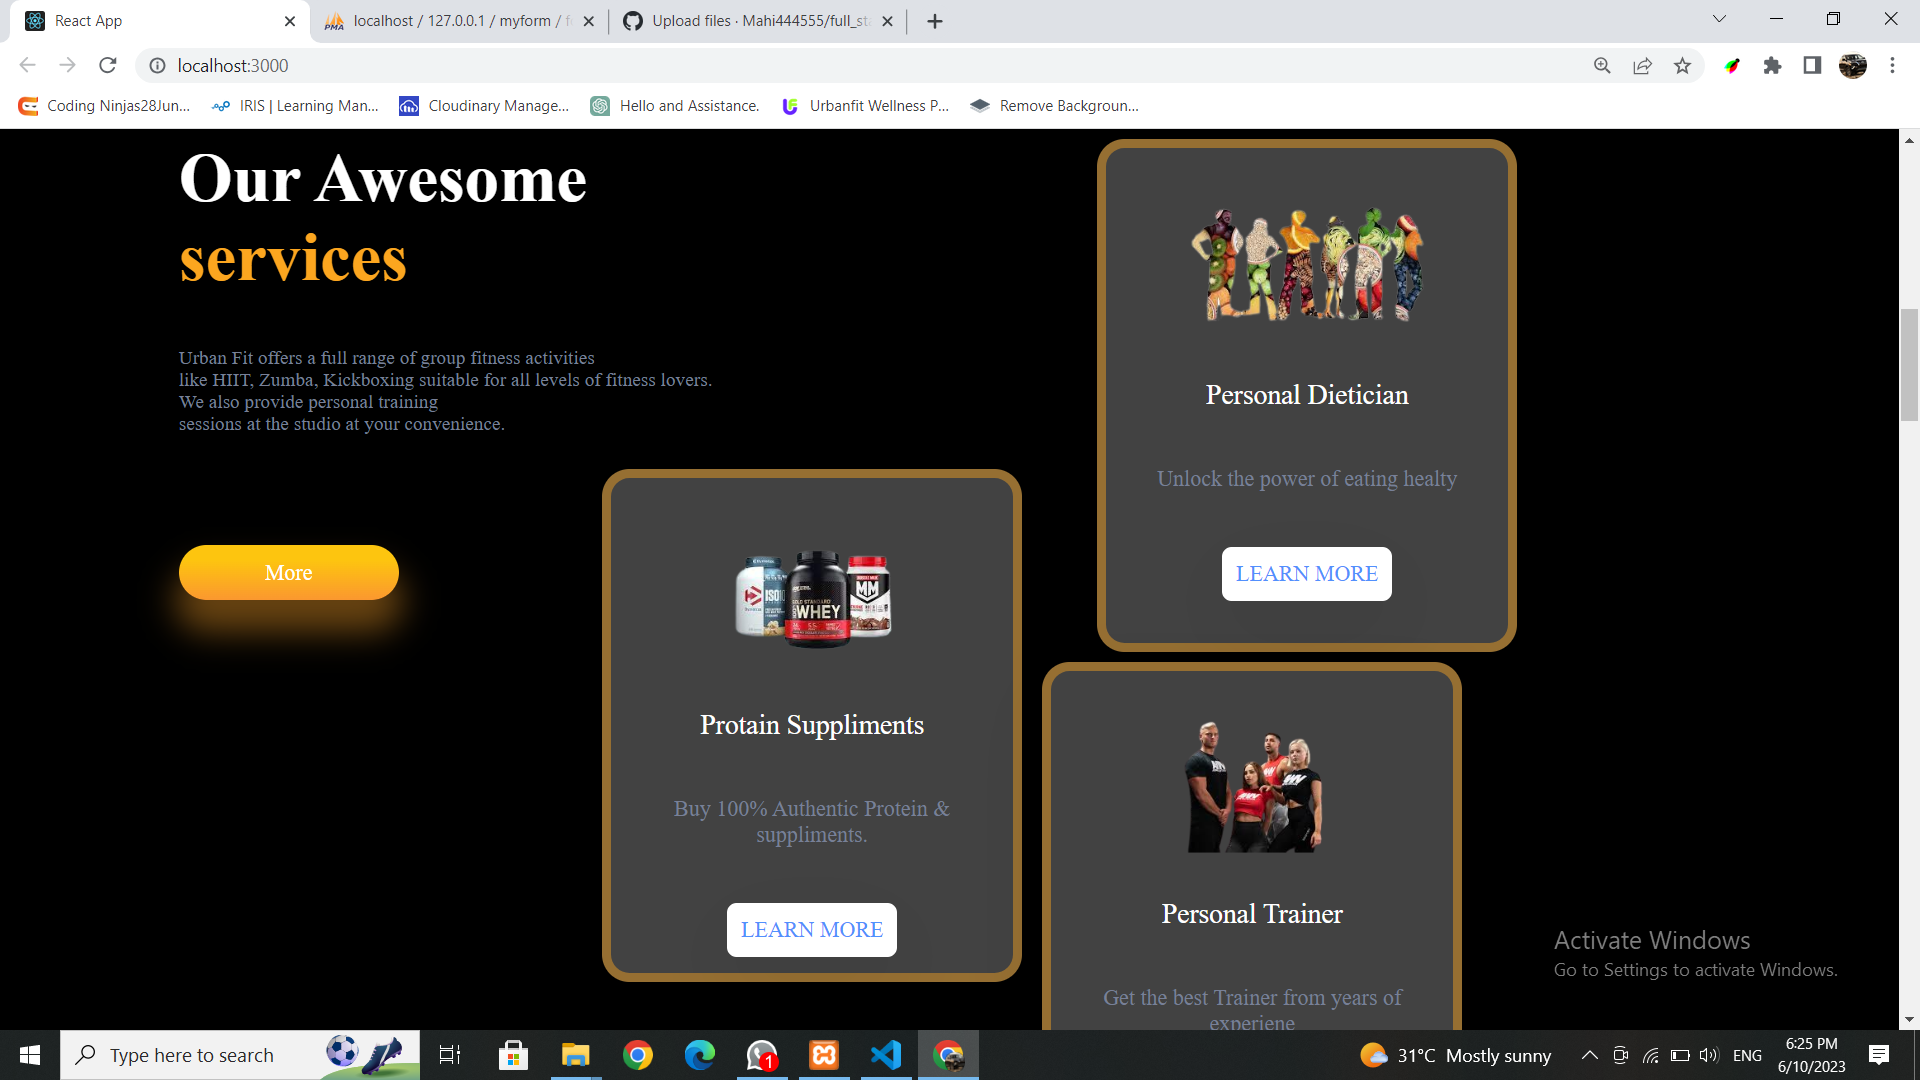 React App
localhost / 127.0.0.1 / myform / f
Upload files · Mahi444555/full_st
localhost:3000
Coding Ninjas28Jun...
IRIS | Learning Man...
Cloudinary Manage...
Hello and Assistance.
Urbanfit Wellness P...
Remove Backgroun...
Our Awesome
services
Urban Fit offers a full range of group fitness activities
like HIIT, Zumba, Kickboxing suitable for all levels of fitness lovers.
We also provide personal training
sessions at the studio at your convenience.
More
Personal Dietician
Unlock the power of eating healty
LEARN MORE
ISO100
WHEY
MM
Protain Suppliments
Buy 100% Authentic Protein &
suppliments.
LEARN MORE
Personal Trainer
Get the best Trainer from years of
experiene
Activate Windows
Go to Settings to activate Windows.
Type here to search
1
31°C Mostly sunny
ENG
6:25 PM
6/10/2023